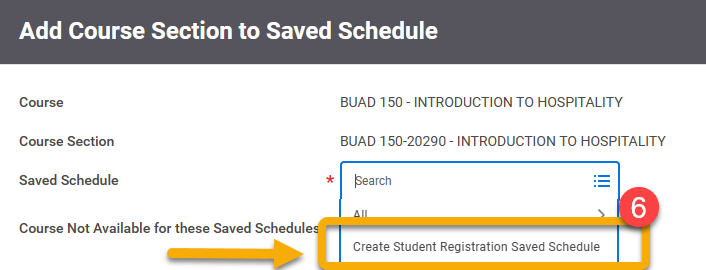 Add Course Section to Saved Schedule
Course BUAD 150 - INTRODUCTION TO HOSPITALITY
Course Section BUAD 150-20290 - INTRODUCTION TO HOSPITALITY
Saved Schedule * Search
All
6
Course Not Available for these Saved Schedules
Create Student Registration Saved Schedule